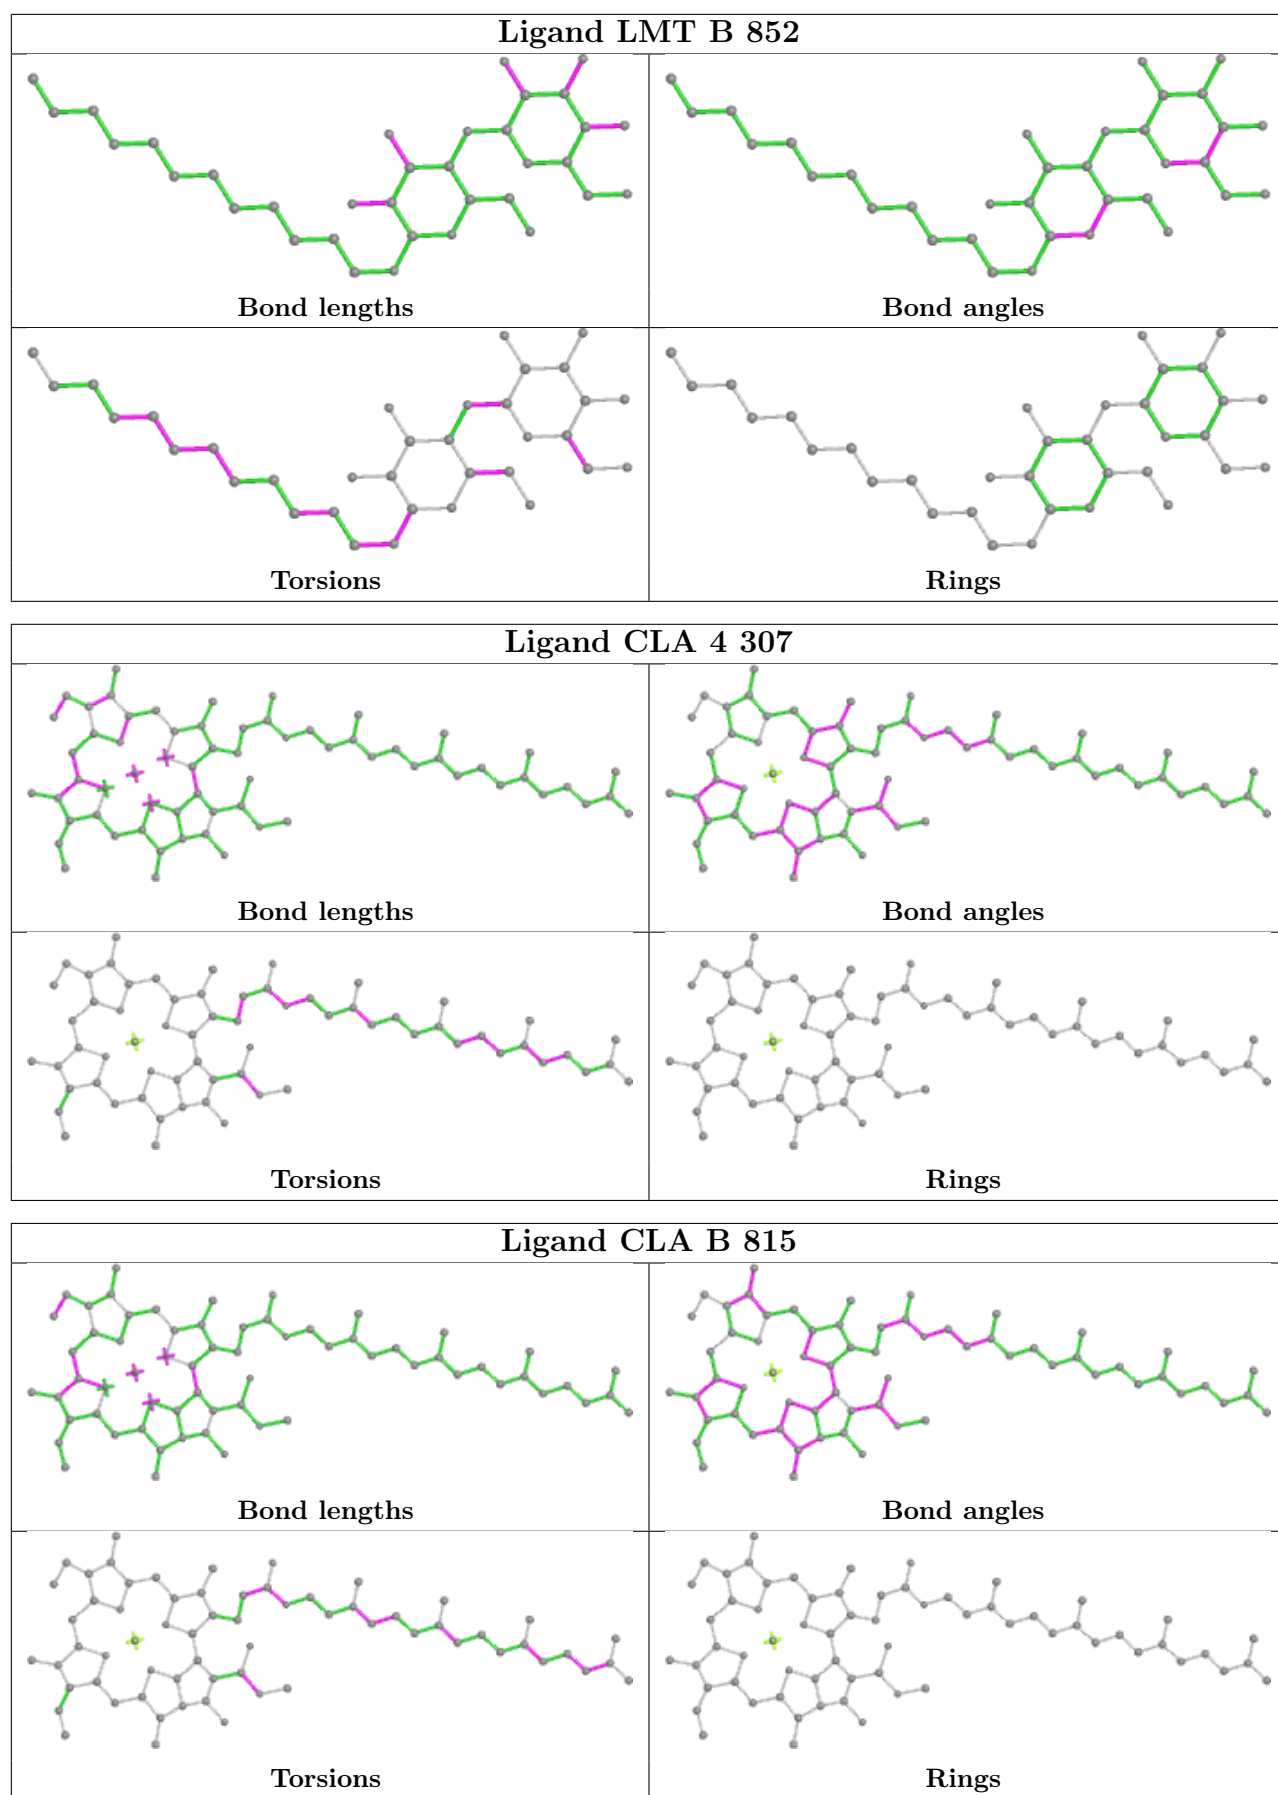 Ligand LMT B 852
Bond lengths
Bond angles
Torsions
Rings
Ligand CLA 4 307
Bond lengths
Bond angles
Torsions
Rings
Ligand CLA B 815
Bond lengths
Bond angles
Torsions
Rings